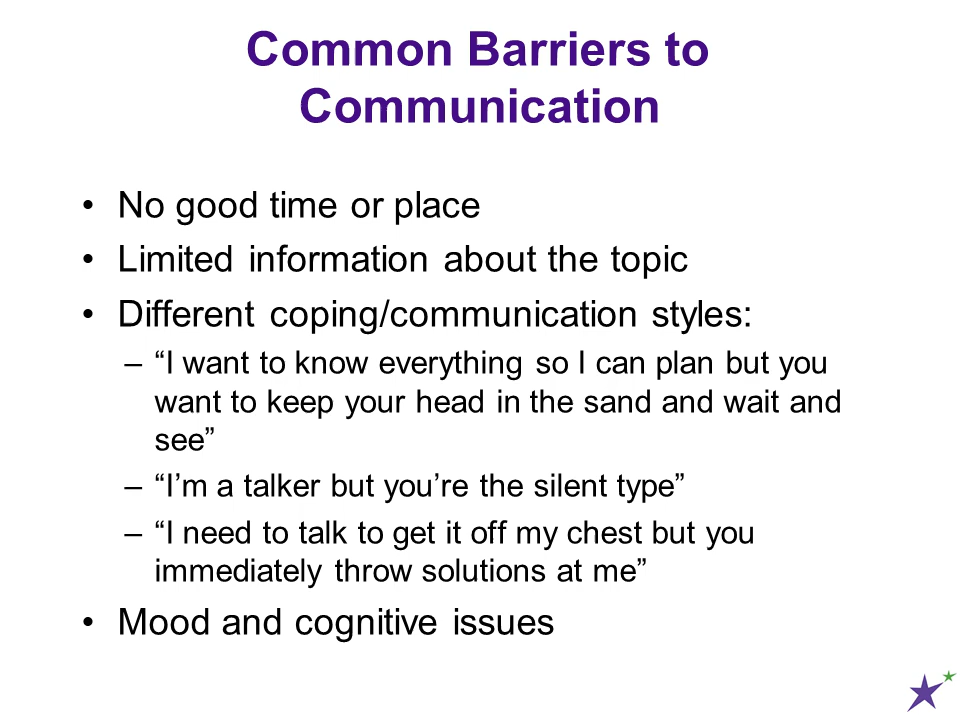 Common Barriers to
Communication
• No good time or place
• Limited information about the topic
• Different coping/communication styles:
– “I want to know everything so I can plan but you
want to keep your head in the sand and wait and
see”
– “I’m a talker but you’re the silent type”
– “I need to talk to get it off my chest but you
immediately throw solutions at me”
• Mood and cognitive issues